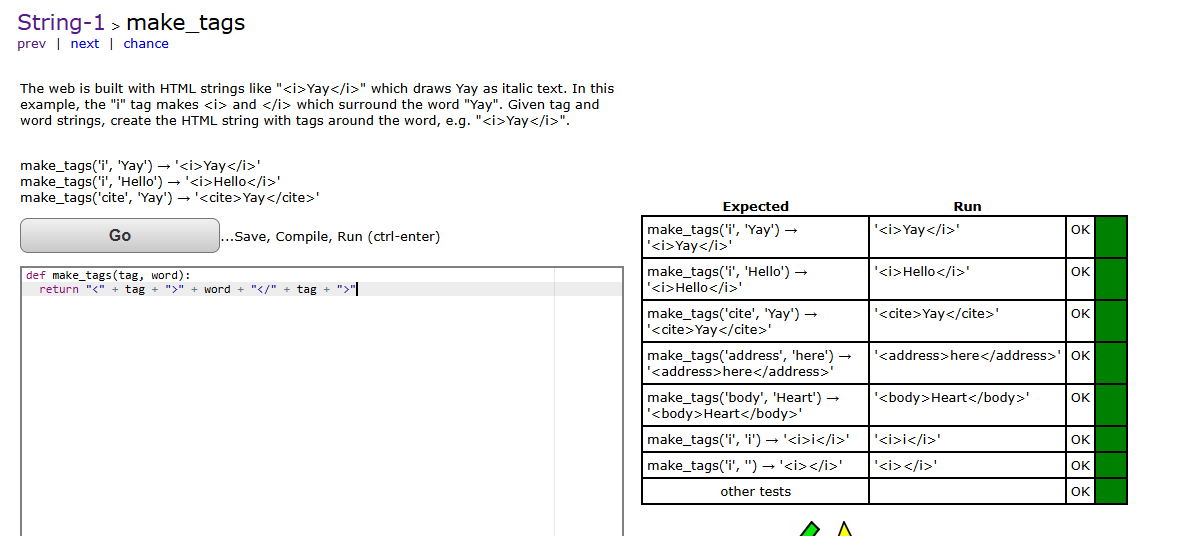 String-1 > make_tags
prev | next | chance
The web is built with HTML strings like "<i>Yay</i>" which draws Yay as italic text. In this
example, the "i" tag makes <i> and </i> which surround the word "Yay". Given tag and
word strings, create the HTML string with tags around the word, e.g. "<i>Yay</i>".
make_tags('i', 'Yay') → '<i>Yay</i>'
make_tags('i', 'Hello') → '<i>Hello</i>'
make_tags('cite', 'Yay') → '<cite>Yay</cite>'
Go ...Save, Compile, Run (ctrl-enter)
def make_tags(tag, word):
  return "<" + tag + ">" + word + "</" + tag + ">"
Expected Run
make_tags('i', 'Yay') → '<i>Yay</i>' OK
'<i>Yay</i>'
make_tags('i', 'Hello') → '<i>Hello</i>' OK
'<i>Hello</i>'
make_tags('cite', 'Yay') → '<cite>Yay</cite>' OK
'<cite>Yay</cite>'
make_tags('address', 'here') → '<address>here</address>' OK
'<address>here</address>'
make_tags('body', 'Heart') → '<body>Heart</body>' OK
'<body>Heart</body>'
make_tags('i', 'i') → '<i>i</i>' '<i>i</i>' OK
make_tags('i', '') → '<i></i>' '<i></i>' OK
other tests OK